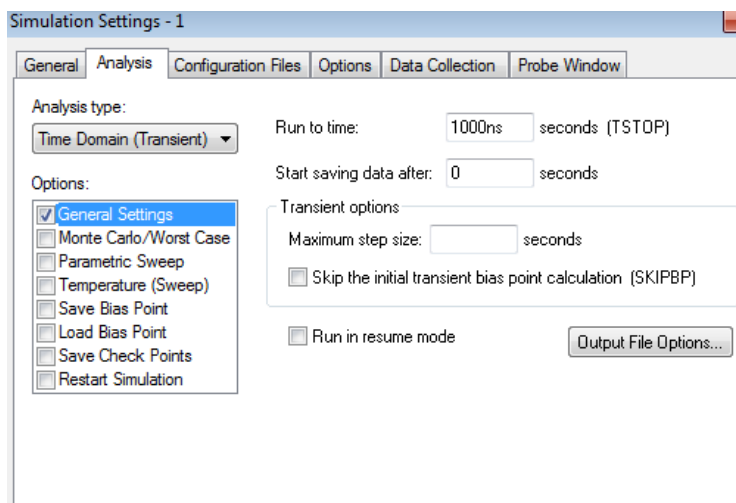 Simulation Settings - 1
General Analysis Configuration Files Options Data Collection Probe Window
Analysis type:
Time Domain (Transient)
Options:
General Settings
Monte Carlo/Worst Case
Parametric Sweep
Temperature (Sweep)
Save Bias Point
Load Bias Point
Save Check Points
Restart Simulation
Run to time: 1000ns seconds (TSTOP)
Start saving data after: 0 seconds
Transient options
Maximum step size: seconds
Skip the initial transient bias point calculation (SKIPBP)
Run in resume mode
Output File Options...